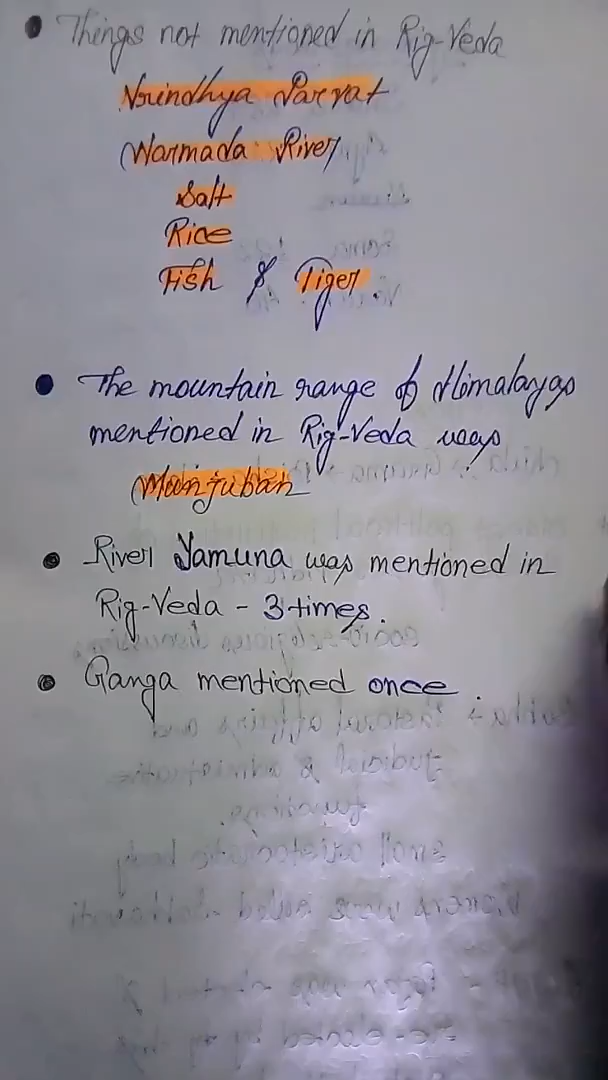 Things not mentioned in Rig-Veda
Vrindhya Parvat
Narmada River
Salt
Rice
Fish & Tiger.
The mountain range of Himalayas
mentioned in Rig-Veda was
Moonjuban
River Yamuna was mentioned in
Rig-Veda - 3 times.
Ganga mentioned once.